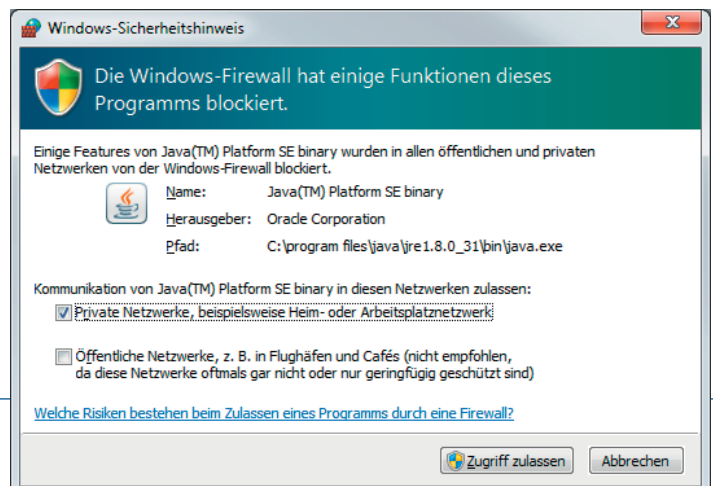 Windows-Sicherheitshinweis
Die Windows-Firewall hat einige Funktionen dieses
Programms blockiert.
Einige Features von Java(TM) Platform SE binary wurden in allen öffentlichen und privaten
Netzwerken von der Windows-Firewall blockiert.
Name: Java(TM) Platform SE binary
Herausgeber: Oracle Corporation
Pfad: C:\program files\java\jre1.8.0_31\bin\java.exe
Kommunikation von Java(TM) Platform SE binary in diesen Netzwerken zulassen:
Private Netzwerke, beispielsweise Heim- oder Arbeitsplatznetzwerk
Öffentliche Netzwerke, z. B. in Flughäfen und Cafés (nicht empfohlen,
da diese Netzwerke oftmals gar nicht oder nur geringfügig geschützt sind)
Welche Risiken bestehen beim Zulassen eines Programms durch eine Firewall?
Zugriff zulassen Abbrechen